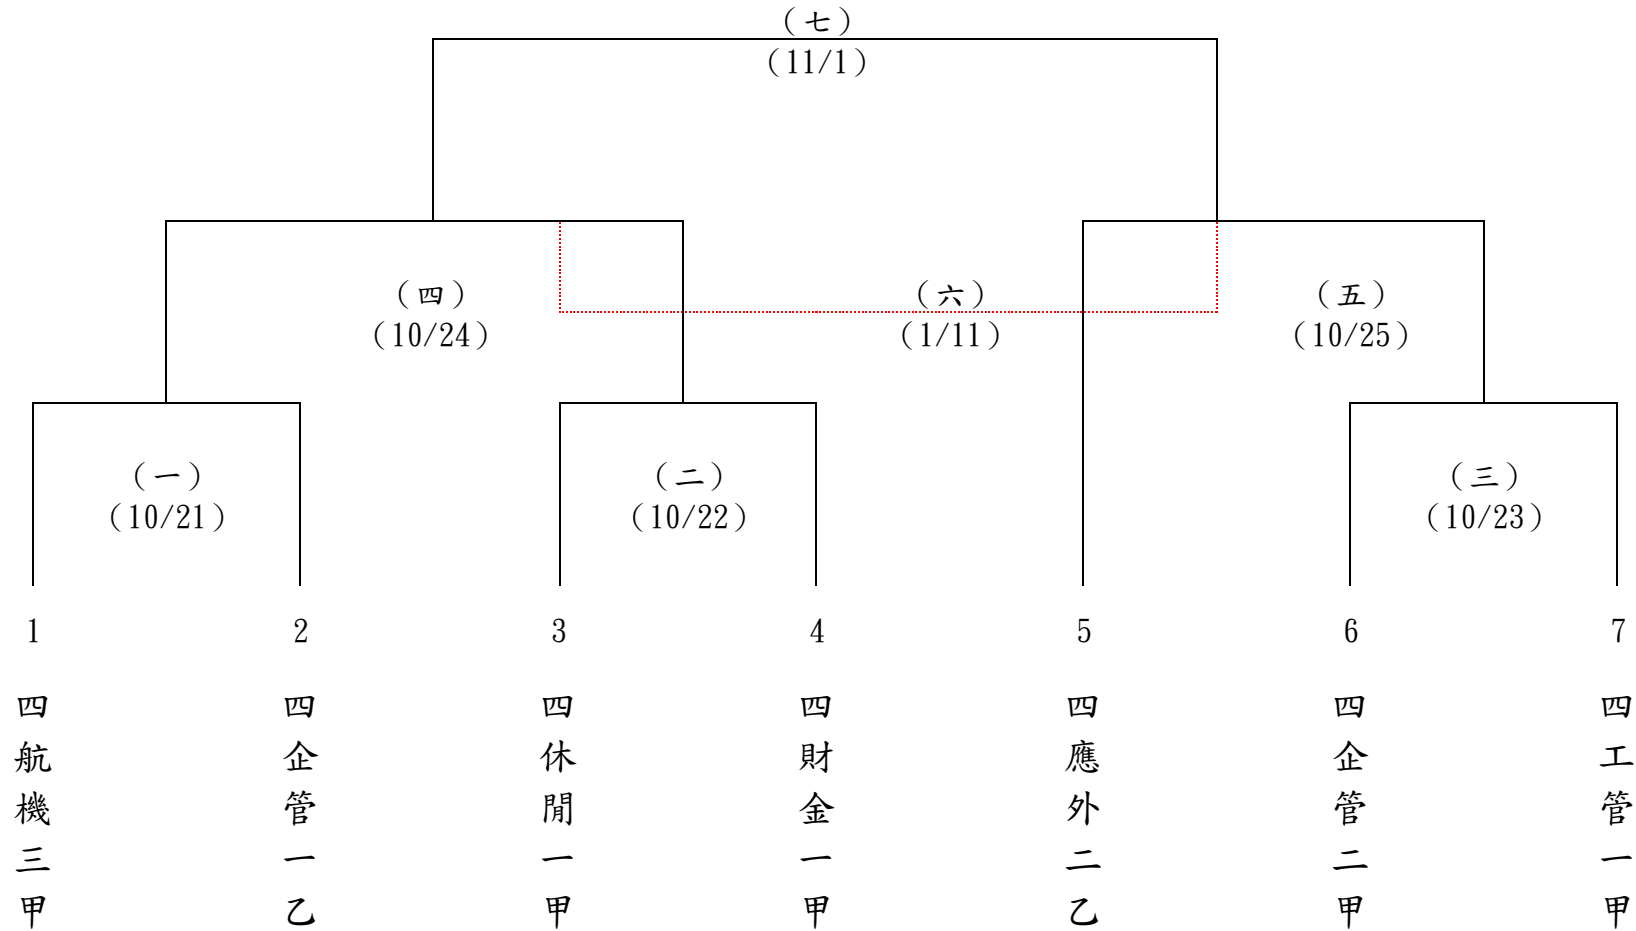 （七）
（11/1）
（四）
（10/24）
（六）
（1/11）
（五）
（10/25）
（一）
（10/21）
（二）
（10/22）
（三）
（10/23）
1
2
3
4
5
6
7
四航機三甲
四企管一乙
四休閒一甲
四財金一甲
四應外二乙
四企管二甲
四工管一甲